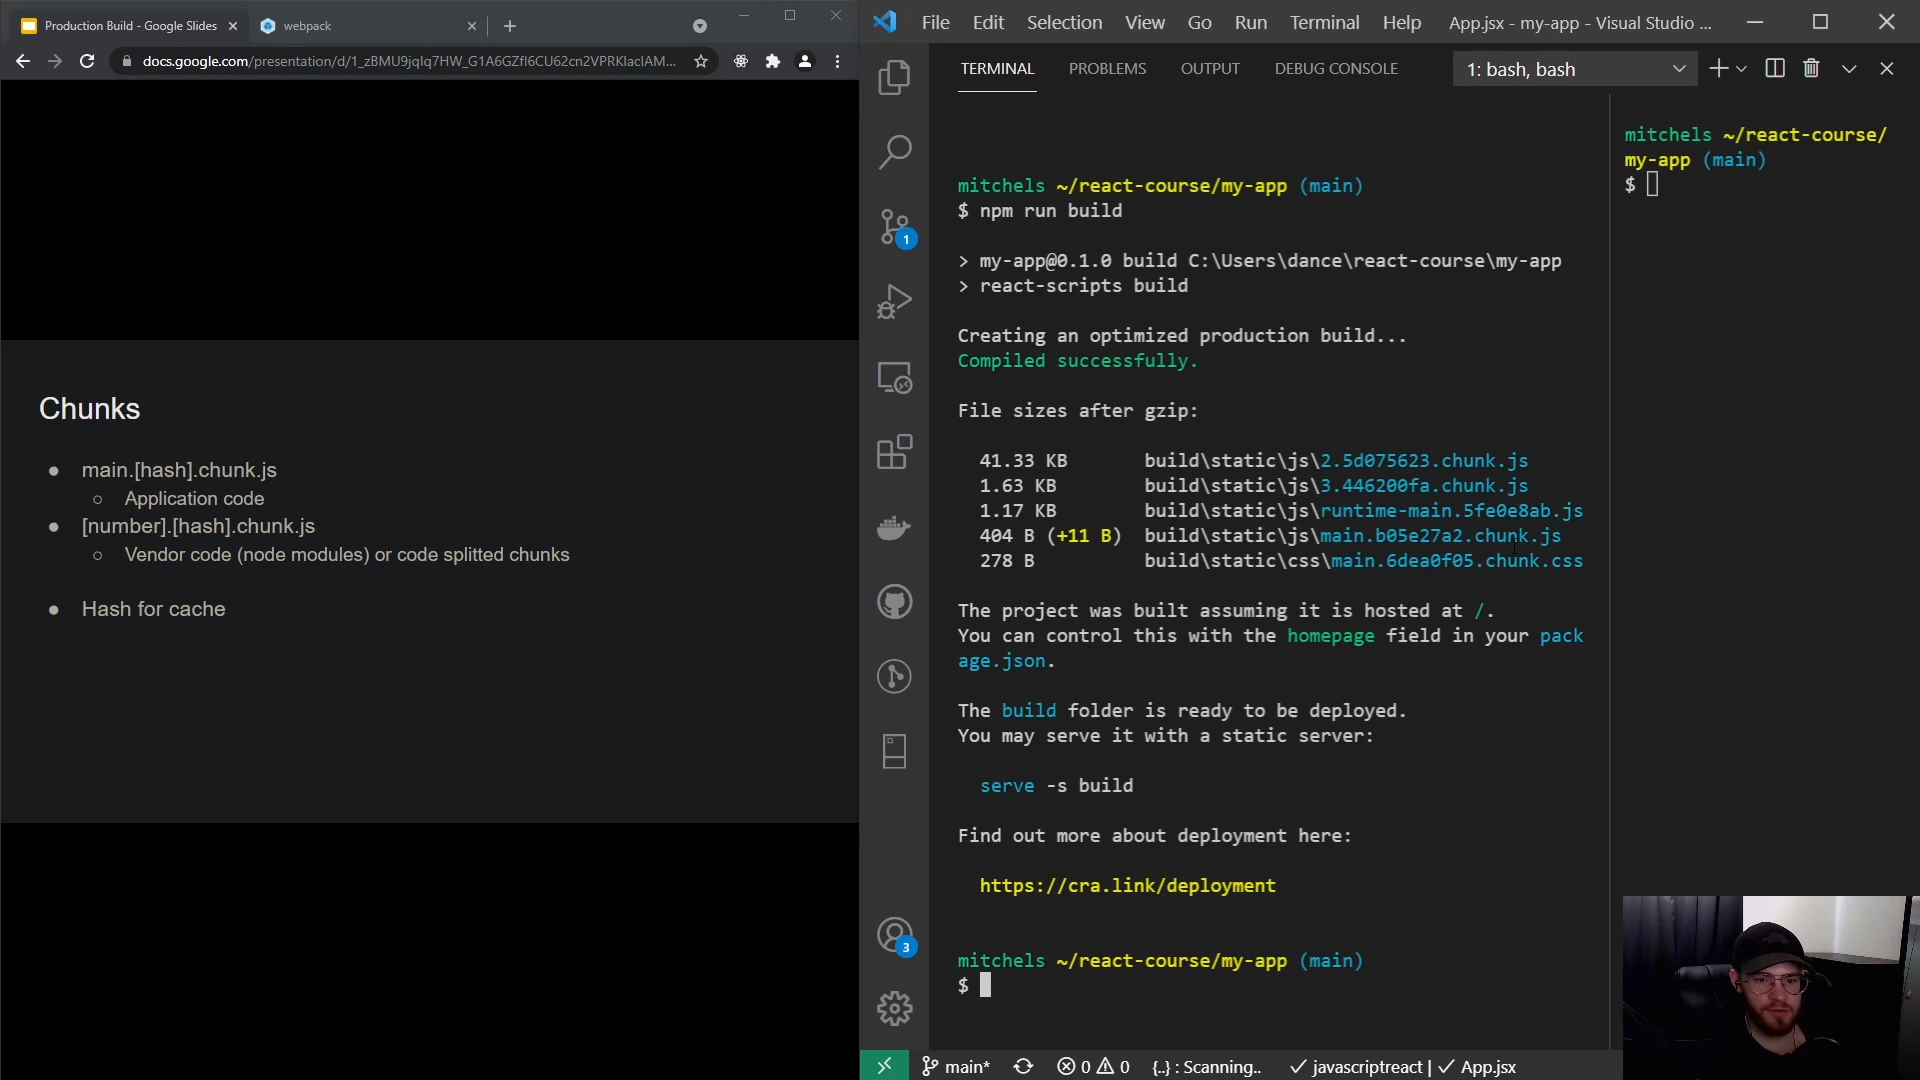 Production Build - Google Slides
webpack
docs.google.com/presentation/d/1_zBMU9jqIq7HW_G1A6GZfl6CU62cn2VPRKIaclAM...
Chunks
main.[hash].chunk.js
Application code
[number].[hash].chunk.js
Vendor code (node modules) or code splitted chunks
Hash for cache
File Edit Selection View Go Run Terminal Help App.jsx - my-app - Visual Studio ...
TERMINAL PROBLEMS OUTPUT DEBUG CONSOLE 1: bash, bash
1
3
mitchels ~/react-course/my-app (main)
$ npm run build
> my-app@0.1.0 build C:\Users\dance\react-course\my-app
> react-scripts build
Creating an optimized production build...
Compiled successfully.
File sizes after gzip:
41.33 KB build\static\js\2.5d075623.chunk.js
1.63 KB build\static\js\3.446200fa.chunk.js
1.17 KB build\static\js\runtime-main.5fe0e8ab.js
404 B (+11 B) build\static\js\main.b05e27a2.chunk.js
278 B build\static\css\main.6dea0f05.chunk.css
The project was built assuming it is hosted at /.
You can control this with the homepage field in your pack
age.json.
The build folder is ready to be deployed.
You may serve it with a static server:
serve -s build
Find out more about deployment here:
https://cra.link/deployment
mitchels ~/react-course/my-app (main)
$
mitchels ~/react-course/
my-app (main)
$
main* 0 0 {..} : Scanning.. javascriptreact | App.jsx